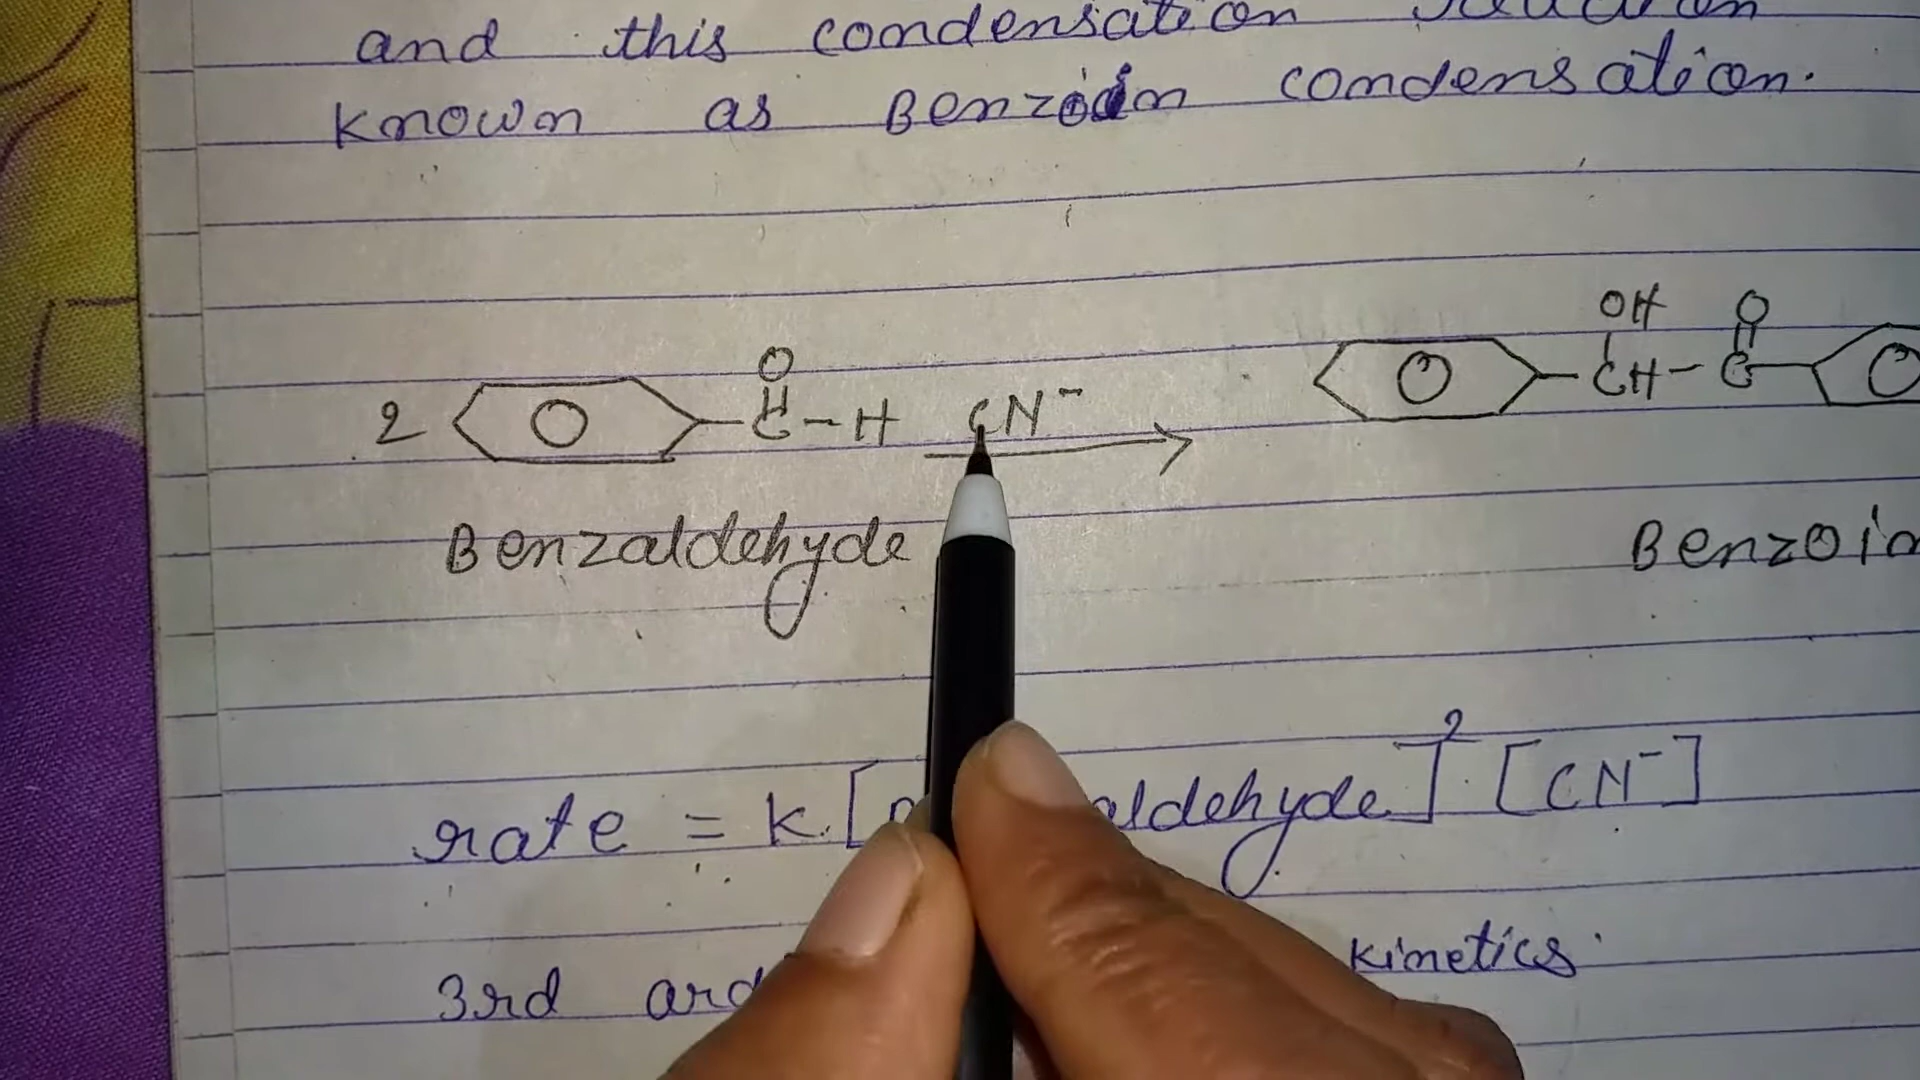 and this condensation
known as Benzoin condensation.
OH O
O
2 C-H CN⁻
CH-C
Benzaldehyde
Benzoin
rate = k. [ aldehyde]² [CN⁻]
3rd kinetics.